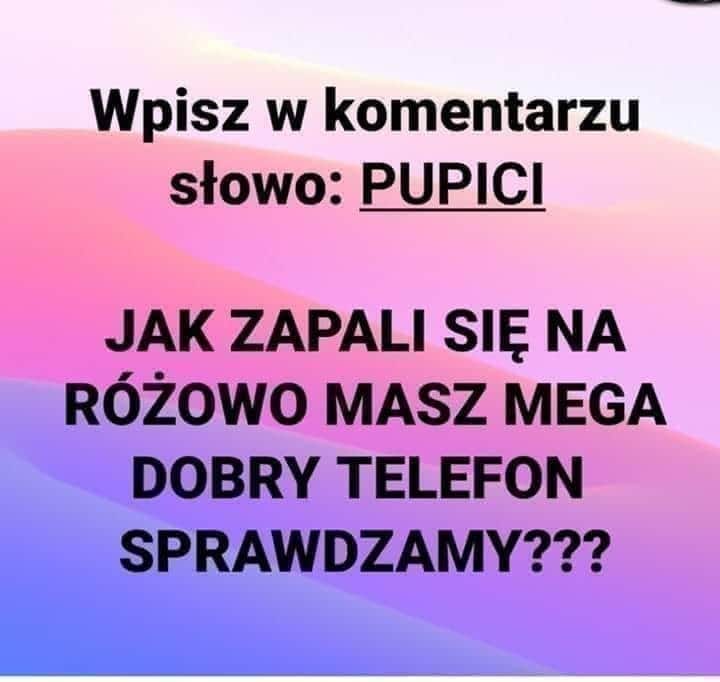 Wpisz w komentarzu
słowo: PUPICI
JAK ZAPALI SIĘ NA
RÓŻOWO MASZ MEGA
DOBRY TELEFON
SPRAWDZAMY???